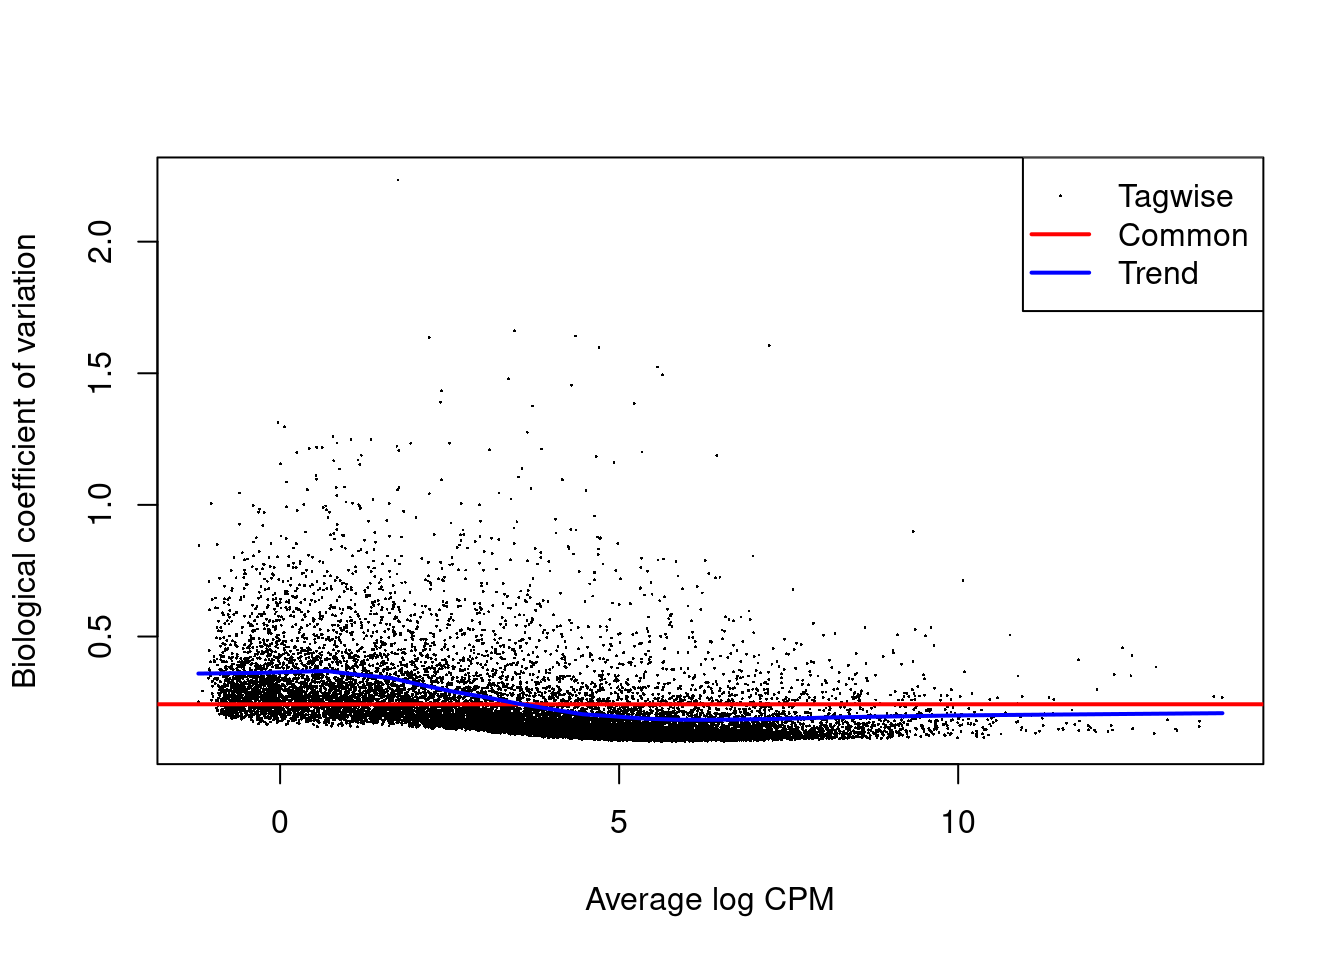 Tagwise
Common
Trend
Biological coefficient of variation
2.0
1.5
1.0
0.5
0
5
10
Average log CPM